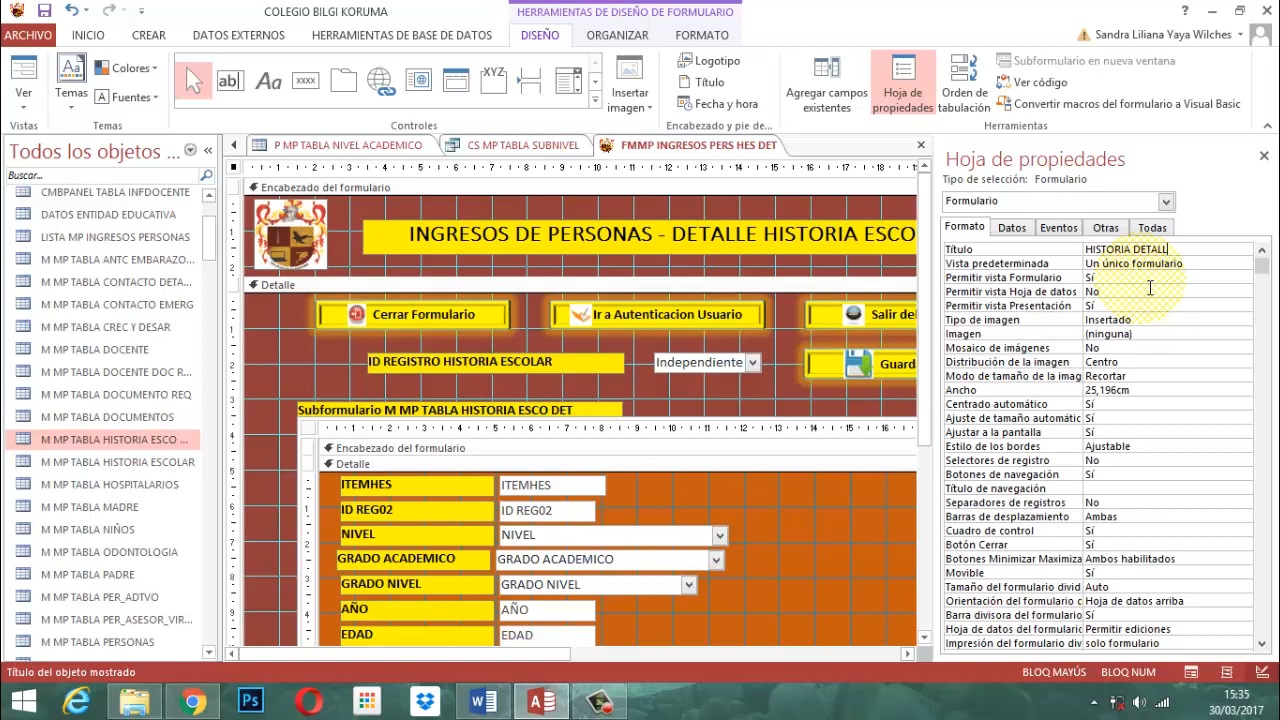 COLEGIO BILGI KORUMA
HERRAMIENTAS DE DISEÑO DE FORMULARIO
ARCHIVO INICIO CREAR DATOS EXTERNOS HERRAMIENTAS DE BASE DE DATOS DISEÑO ORGANIZAR FORMATO
Sandra Liliana Yaya Wilches
Ver
Vistas
Temas
Colores
Fuentes
Temas
ab|
Aa
xxxx
XYZ
Controles
Insertar imagen
Logotipo
Título
Fecha y hora
Encabezado y pie de...
Agregar campos existentes
Hoja de propiedades
Orden de tabulación
Subformulario en nueva ventana
Ver código
Convertir macros del formulario a Visual Basic
Herramientas
Todos los objetos ...
Buscar...
CMBPANEL TABLA INFDOCENTE
DATOS ENTIDAD EDUCATIVA
LISTA MP INGRESOS PERSONAS
M MP TABLA ANTC EMBARAZO...
M MP TABLA CONTACTO DETA...
M MP TABLA CONTACTO EMERG
M MP TABLA CREC Y DESAR
M MP TABLA DOCENTE
M MP TABLA DOCENTE DOC R...
M MP TABLA DOCUMENTO REQ
M MP TABLA DOCUMENTOS
M MP TABLA HISTORIA ESCO ...
M MP TABLA HISTORIA ESCOLAR
M MP TABLA HOSPITALARIOS
M MP TABLA MADRE
M MP TABLA NIÑOS
M MP TABLA ODONTOLOGIA
M MP TABLA PADRE
M MP TABLA PER_ADTVO
M MP TABLA PER_ASESOR_VIR...
M MP TABLA PERSONAS
P MP TABLA NIVEL ACADEMICO
CS MP TABLA SUBNIVEL
FMMP INGRESOS PERS HES DET
Encabezado del formulario
INGRESOS DE PERSONAS - DETALLE HISTORIA ESCO
Detalle
Cerrar Formulario
Ir a Autenticacion Usuario
Salir del
ID REGISTRO HISTORIA ESCOLAR
Independiente
Guard
Subformulario M MP TABLA HISTORIA ESCO DET
Encabezado del formulario
Detalle
ITEMHES ITEMHES
ID REG02 ID REG02
NIVEL NIVEL
GRADO ACADEMICO GRADO ACADEMICO
GRADO NIVEL GRADO NIVEL
AÑO AÑO
EDAD EDAD
Hoja de propiedades
Tipo de selección: Formulario
Formulario
Formato Datos Eventos Otras Todas
Título HISTORIA DETALL
Vista predeterminada Un único formulario
Permitir vista Formulario Sí
Permitir vista Hoja de datos No
Permitir vista Presentación Sí
Tipo de imagen Insertado
Imagen (ninguna)
Mosaico de imágenes No
Distribución de la imagen Centro
Modo de tamaño de la imag Recortar
Ancho 25,196cm
Centrado automático Sí
Ajuste de tamaño automátic Sí
Ajustar a la pantalla Sí
Estilo de los bordes Ajustable
Selectores de registro No
Botones de navegación Sí
Título de navegación
Separadores de registros No
Barras de desplazamiento Ambas
Cuadro de control Sí
Botón Cerrar Sí
Botones Minimizar Maximiza Ambos habilitados
Movible Sí
Tamaño del formulario divid Auto
Orientación del formulario c Hoja de datos arriba
Barra divisora del formulario Sí
Hoja de datos del formulario Permitir ediciones
Impresión del formulario div solo formulario
Título del objeto mostrado
BLOQ MAYÚS BLOQ NUM
15:35
30/03/2017